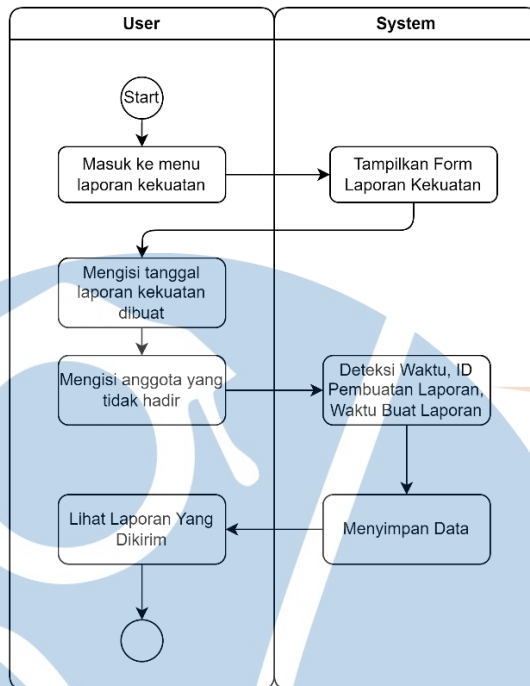 User
System
Start
Masuk ke menu
laporan kekuatan
Tampilkan Form
Laporan Kekuatan
Mengisi tanggal
laporan kekuatan
dibuat
Mengisi anggota yang
tidak hadir
Deteksi Waktu, ID
Pembuatan Laporan,
Waktu Buat Laporan
Lihat Laporan Yang
Dikirim
Menyimpan Data